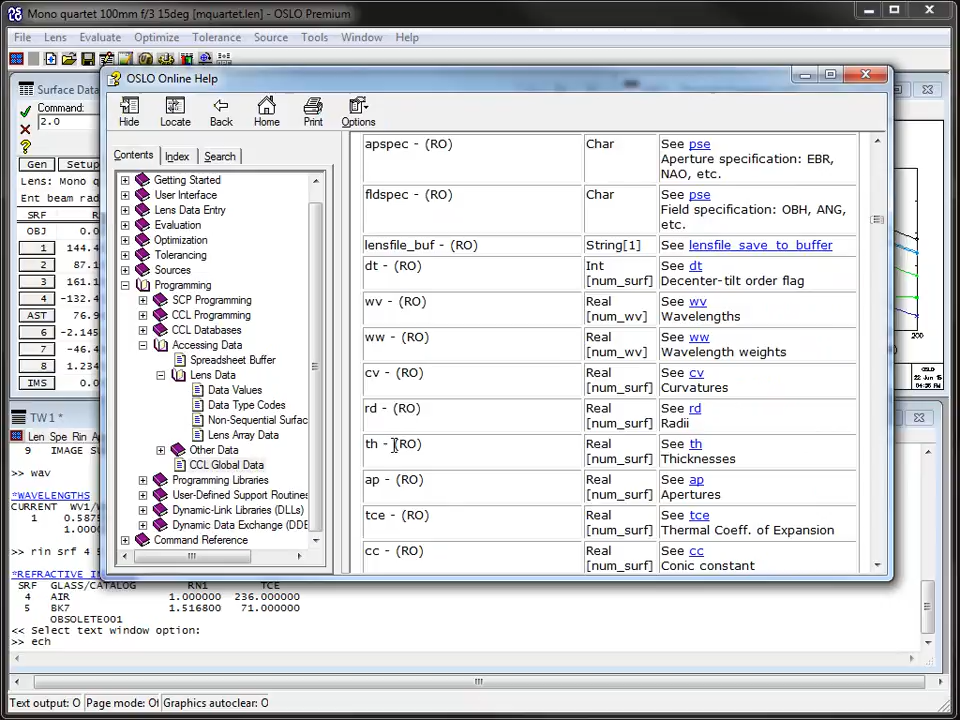 Mono quartet 100mm f/3 15deg [mquartet.len] - OSLO Premium
File Lens Evaluate Optimize Tolerance Source Tools Window Help
Surface Data
Command:
2.0
Gen Setup
Lens: Mono q
Ent beam rad
SRF
OBJ 0.0
1 144.4
2 87.1
3 161.1
4 -132.4
AST 76.9
6 -2.145
7 -46.4
8 1.234
IMS
OSLO Online Help
Hide Locate Back Home Print Options
Contents Index Search
Getting Started
User Interface
Lens Data Entry
Evaluation
Optimization
Tolerancing
Sources
Programming
SCP Programming
CCL Programming
CCL Databases
Accessing Data
Spreadsheet Buffer
Lens Data
Data Values
Data Type Codes
Non-Sequential Surfac
Lens Array Data
Other Data
CCL Global Data
Programming Libraries
User-Defined Support Routines
Dynamic-Link Libraries (DLLs)
Dynamic Data Exchange (DDE
Command Reference
apspec - (RO) Char See pse
Aperture specification: EBR,
NAO, etc.
fldspec - (RO) Char See pse
Field specification: OBH, ANG,
etc.
lensfile_buf - (RO) String[1] See lensfile_save_to_buffer
dt - (RO) Int See dt
[num_surf] Decenter-tilt order flag
wv - (RO) Real See wv
[num_wv] Wavelengths
ww - (RO) Real See ww
[num_wv] Wavelength weights
cv - (RO) Real See cv
[num_surf] Curvatures
rd - (RO) Real See rd
[num_surf] Radii
th - (RO) Real See th
[num_surf] Thicknesses
ap - (RO) Real See ap
[num_surf] Apertures
tce - (RO) Real See tce
[num_surf] Thermal Coeff. of Expansion
cc - (RO) Real See cc
[num_surf] Conic constant
200
TW1 *
Len Spe Rin A
9 IMAGE SU
>> wav
*WAVELENGTHS
CURRENT WV1/W
1 0.5875
1.0000
>> rin srf 4 5
*REFRACTIVE IN
SRF GLASS/CATALOG RN1 TCE
4 AIR 1.000000 236.000000
5 BK7 1.516800 71.000000
OBSOLETE001
<< Select text window option:
>> ech
Text output: O Page mode: Of Graphics autoclear: O